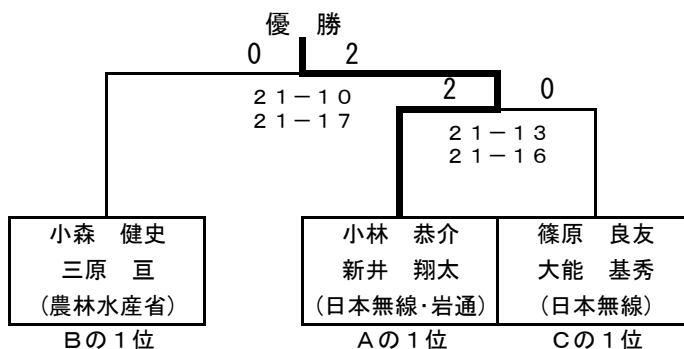 優　勝
0　2
２１－１０
２１－１７
2　0
２１－１３
２１－１６
小森　健史
三原　亘
(農林水産省)
Ｂの１位
小林　恭介
新井　翔太
(日本無線･岩通)
Ａの１位
篠原　良友
大能　基秀
(日本無線)
Ｃの１位